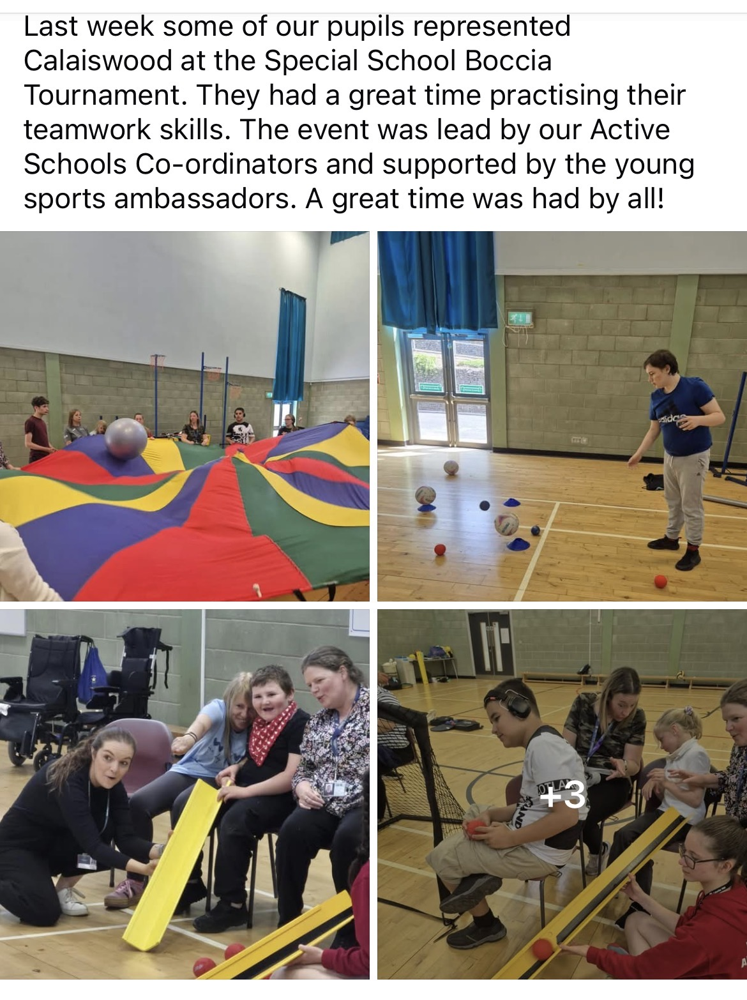 Last week some of our pupils represented
Calaiswood at the Special School Boccia
Tournament. They had a great time practising their
teamwork skills. The event was lead by our Active
Schools Co-ordinators and supported by the young
sports ambassadors. A great time was had by all!
adidas
+3